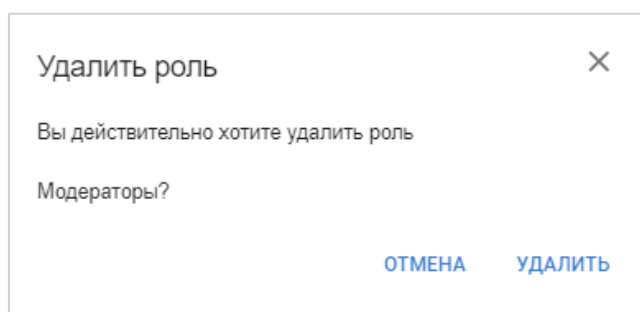 Удалить роль
Вы действительно хотите удалить роль
Модераторы?
ОТМЕНА УДАЛИТЬ